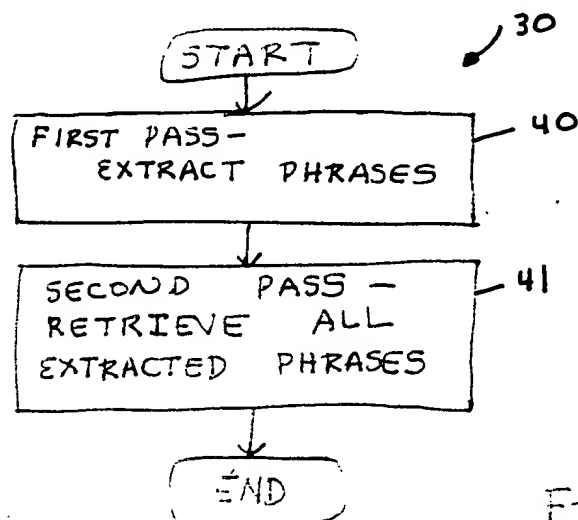 30
START
40
FIRST PASS-
EXTRACT PHRASES
41
SECOND PASS -
RETRIEVE ALL
EXTRACTED PHRASES
END